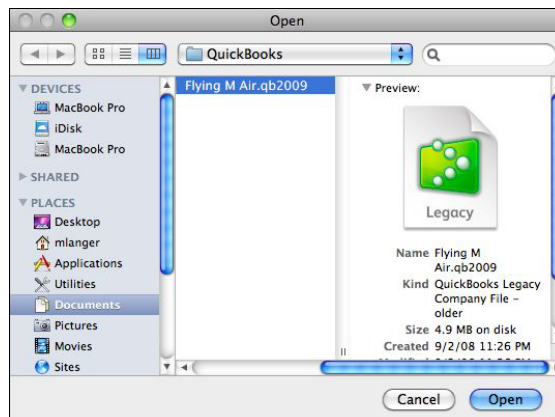 Open
QuickBooks
DEVICES
MacBook Pro
iDisk
MacBook Pro
SHARED
PLACES
Desktop
mlanger
Applications
Utilities
Documents
Pictures
Movies
Sites
Flying M Air.qb2009
Preview:
Legacy
Name Flying M
Air.qb2009
Kind QuickBooks Legacy
Company File -
older
Size 4.9 MB on disk
Created 9/2/08 11:26 PM
Cancel
Open